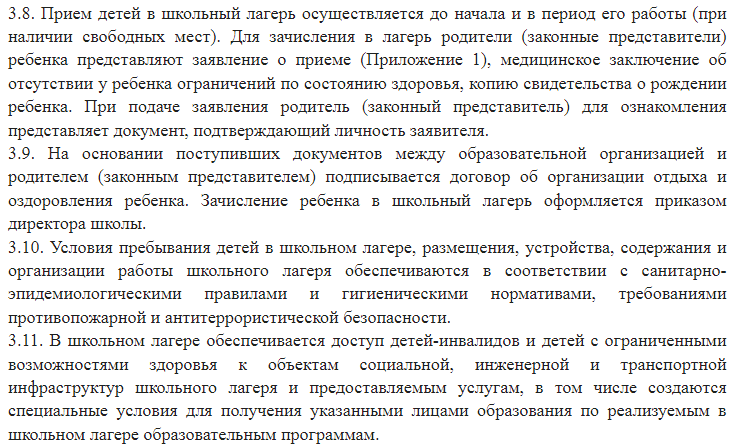 3.8. Прием детей в школьный лагерь осуществляется до начала и в период его работы (при
наличии свободных мест). Для зачисления в лагерь родители (законные представители)
ребенка представляют заявление о приеме (Приложение 1), медицинское заключение об
отсутствии у ребенка ограничений по состоянию здоровья, копию свидетельства о рождении
ребенка. При подаче заявления родитель (законный представитель) для ознакомления
представляет документ, подтверждающий личность заявителя.
3.9. На основании поступивших документов между образовательной организацией и
родителем (законным представителем) подписывается договор об организации отдыха и
оздоровления ребенка. Зачисление ребенка в школьный лагерь оформляется приказом
директора школы.
3.10. Условия пребывания детей в школьном лагере, размещения, устройства, содержания и
организации работы школьного лагеря обеспечиваются в соответствии с санитарно-
эпидемиологическими правилами и гигиеническими нормативами, требованиями
противопожарной и антитеррористической безопасности.
3.11. В школьном лагере обеспечивается доступ детей-инвалидов и детей с ограниченными
возможностями здоровья к объектам социальной, инженерной и транспортной
инфраструктур школьного лагеря и предоставляемым услугам, в том числе создаются
специальные условия для получения указанными лицами образования по реализуемым в
школьном лагере образовательным программам.